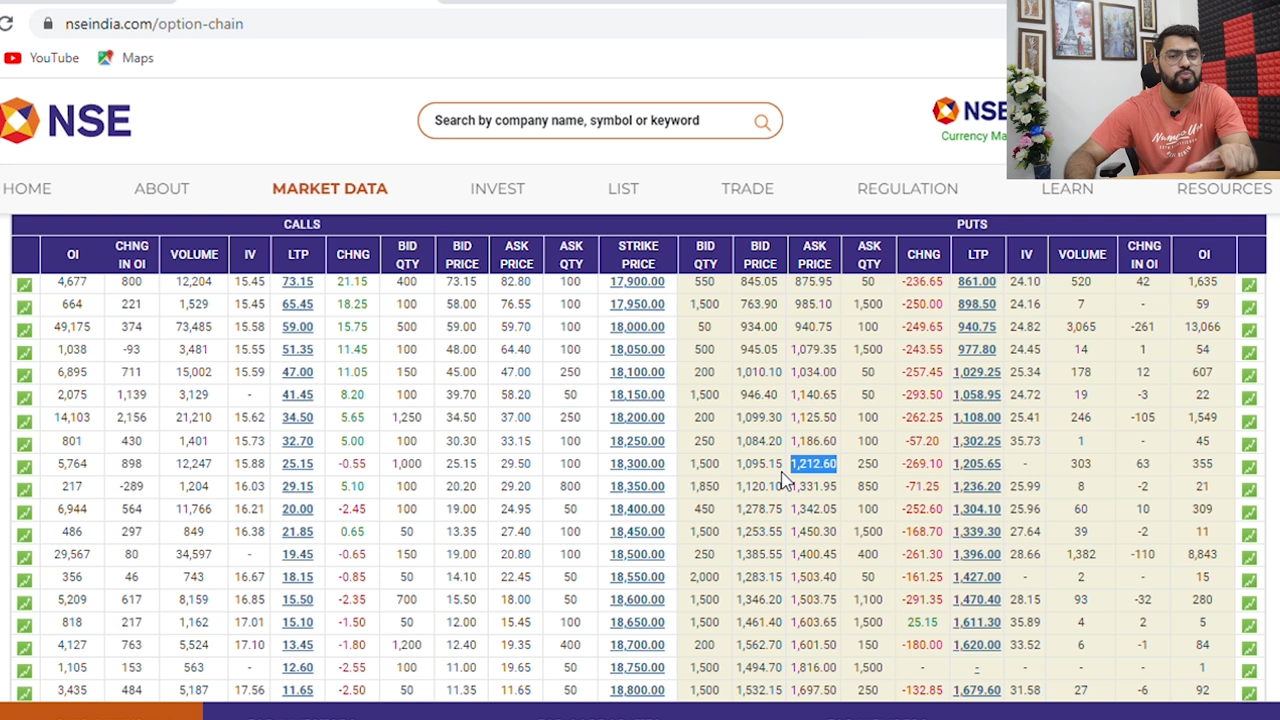 nseindia.com/option-chain
YouTube Maps
NSE
Search by company name, symbol or keyword
NSE
Currency Ma
HOME ABOUT MARKET DATA INVEST LIST TRADE REGULATION LEARN RESOURCES
CALLS PUTS
OI CHNG IN OI VOLUME IV LTP CHNG BID QTY BID PRICE ASK PRICE ASK QTY STRIKE PRICE BID QTY BID PRICE ASK PRICE ASK QTY CHNG LTP IV VOLUME CHNG IN OI OI
4,677 800 12,204 15.45 73.15 21.15 400 73.15 82.80 100 17,900.00 550 845.05 875.95 50 -236.65 861.00 24.10 520 42 1,635
664 221 1,529 15.45 65.45 18.25 100 58.00 76.55 100 17,950.00 1,500 763.90 985.10 1,500 -250.00 898.50 24.16 7 - 59
49,175 374 73,485 15.58 59.00 15.75 500 59.00 59.70 100 18,000.00 50 934.00 940.75 100 -249.65 940.75 24.82 3,065 -261 13,066
1,038 -93 3,481 15.55 51.35 11.45 100 48.00 64.40 100 18,050.00 500 945.05 1,079.35 1,500 -243.55 977.80 24.45 14 1 54
6,895 711 15,002 15.59 47.00 11.05 150 45.00 47.00 250 18,100.00 200 1,010.10 1,034.00 100 -257.45 1,029.25 25.34 178 12 607
2,075 1,139 3,129 - 41.45 8.20 100 39.70 58.20 50 18,150.00 1,500 946.40 1,140.65 50 -293.50 1,058.95 24.72 19 -3 22
14,103 2,156 21,210 15.62 34.50 5.65 1,250 34.50 37.00 250 18,200.00 200 1,099.30 1,125.50 100 -262.25 1,108.00 25.41 246 -105 1,549
801 430 1,401 15.73 32.70 5.00 100 30.30 33.15 100 18,250.00 250 1,084.20 1,186.60 100 -57.20 1,302.25 35.73 1 - 45
5,764 898 12,247 15.88 25.15 -0.55 1,000 25.15 29.50 100 18,300.00 1,500 1,095.15 1,212.60 250 -269.10 1,205.65 - 303 63 355
217 -289 1,204 16.03 29.15 5.10 100 20.20 29.20 800 18,350.00 1,850 1,120.10 1,331.95 850 -71.25 1,236.20 25.99 8 -2 21
6,944 564 11,766 16.21 20.00 -2.45 100 19.00 24.95 50 18,400.00 450 1,278.75 1,342.05 100 -252.60 1,304.10 25.96 60 10 309
486 297 849 16.38 21.85 0.65 50 13.35 27.40 100 18,450.00 1,500 1,253.55 1,450.30 1,500 -168.70 1,339.30 27.64 39 -2 11
29,567 80 34,597 - 19.45 -0.65 150 19.00 20.80 100 18,500.00 250 1,385.55 1,400.45 400 -261.30 1,396.00 28.66 1,382 -110 8,843
356 46 743 16.67 18.15 -0.85 50 14.10 22.45 50 18,550.00 2,000 1,283.15 1,503.40 50 -161.25 1,427.00 - 2 - 15
5,209 617 8,159 16.85 15.50 -2.35 700 15.50 18.00 50 18,600.00 1,500 1,346.20 1,503.75 1,100 -291.35 1,470.40 28.15 93 -32 280
818 217 1,162 17.01 15.10 -1.50 50 12.00 15.45 100 18,650.00 1,500 1,461.40 1,603.65 1,500 25.15 1,611.30 35.89 4 2 5
4,127 763 5,524 17.10 13.45 -1.80 1,200 12.40 19.35 400 18,700.00 200 1,562.70 1,601.50 150 -180.00 1,620.00 33.52 6 -1 84
1,105 153 563 - 12.60 -2.55 100 11.00 19.65 50 18,750.00 1,500 1,494.70 1,816.00 1,500 - - - - - 1
3,435 484 5,187 17.56 11.65 -2.50 50 11.35 11.65 50 18,800.00 1,500 1,532.15 1,697.50 250 -132.85 1,679.60 31.58 27 -6 92